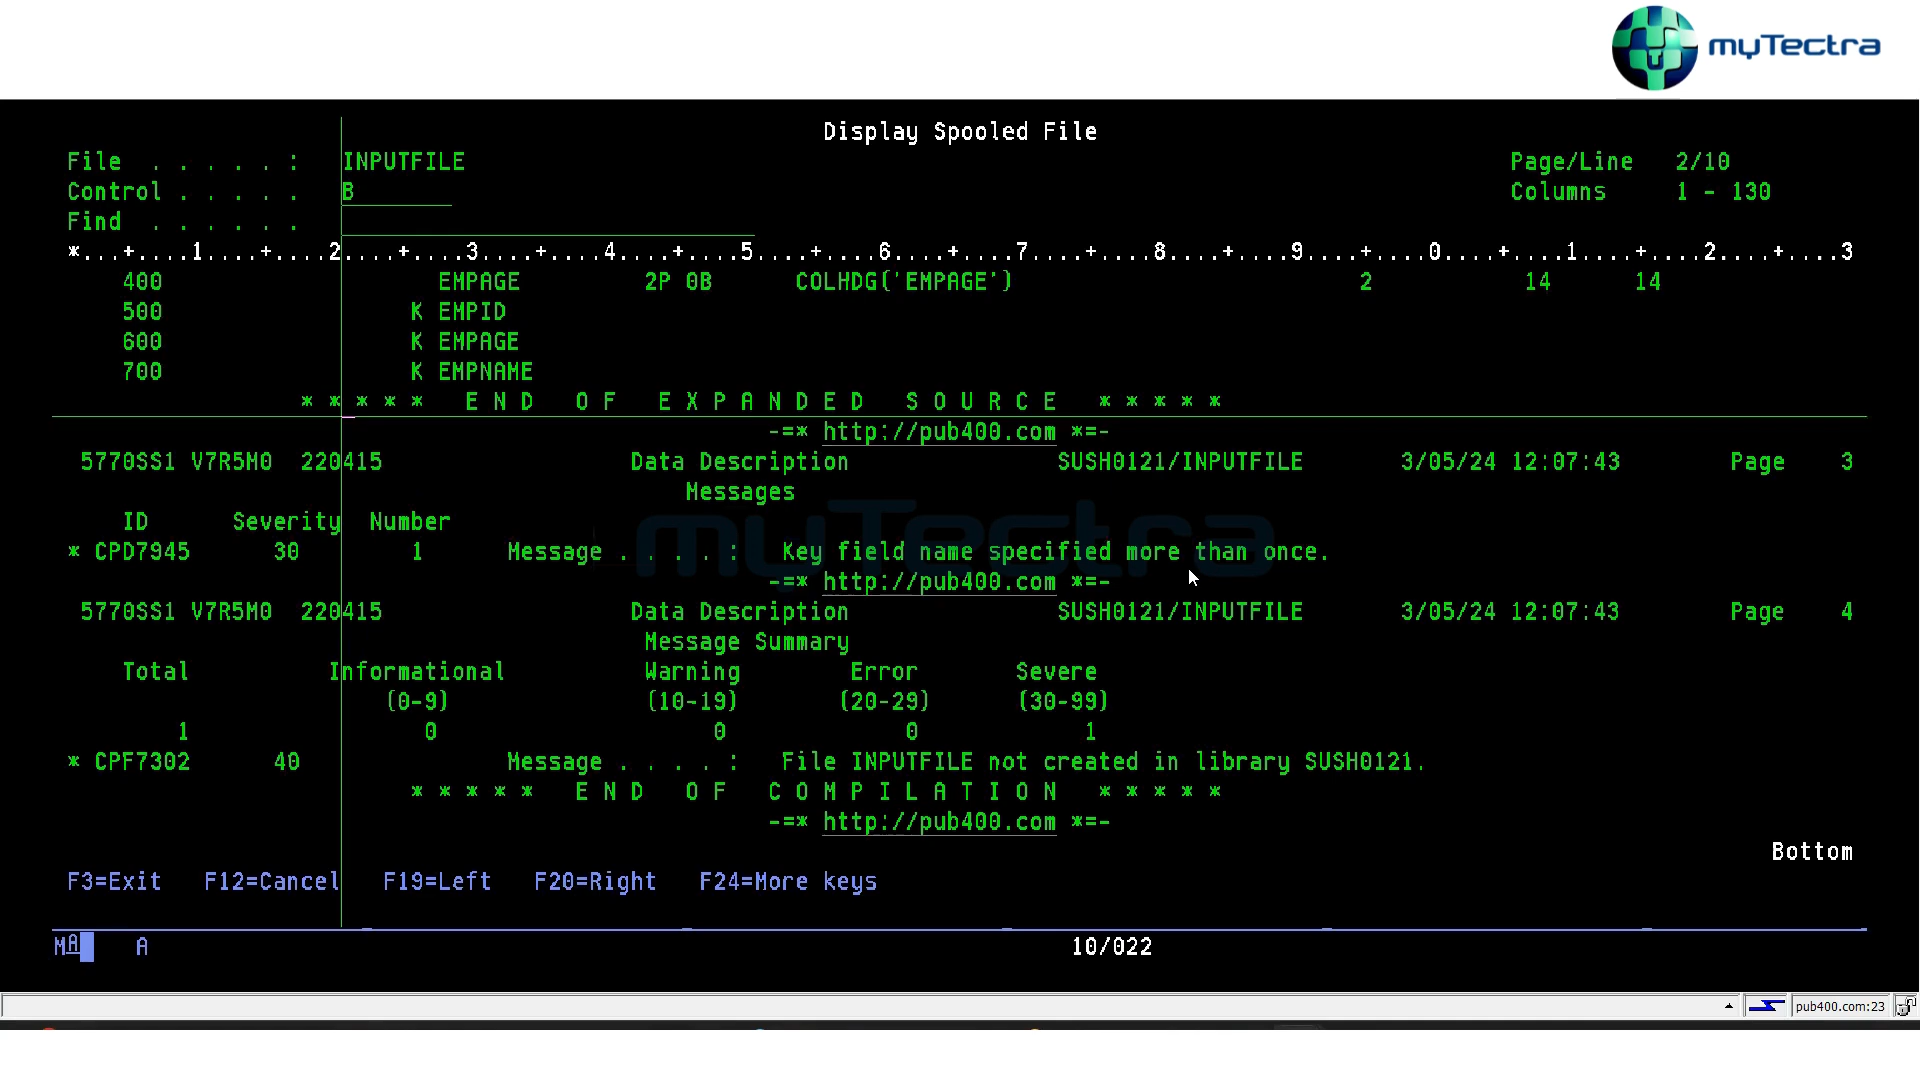 myTectra
Display Spooled File
File . . . . . : INPUTFILE Page/Line 2/10
Control . . . . . B Columns 1 - 130
Find . . . . . .
*...+....1....+....2....+....3....+....4....+....5....+....6....+....7....+....8....+....9....+....0....+....1....+....2....+....3
400 EMPAGE 2P 0B COLHDG('EMPAGE') 2 14 14
500 K EMPID
600 K EMPAGE
700 K EMPNAME
* * * * * E N D O F E X P A N D E D S O U R C E * * * * *
-=* http://pub400.com *=-
5770SS1 V7R5M0 220415 Data Description SUSH0121/INPUTFILE 3/05/24 12:07:43 Page 3
Messages
ID Severity Number
* CPD7945 30 1 Message . . . . : Key field name specified more than once.
-=* http://pub400.com *=-
5770SS1 V7R5M0 220415 Data Description SUSH0121/INPUTFILE 3/05/24 12:07:43 Page 4
Message Summary
Total Informational Warning Error Severe
(0-9) (10-19) (20-29) (30-99)
1 0 0 0 1
* CPF7302 40 Message . . . . : File INPUTFILE not created in library SUSH0121.
* * * * * E N D O F C O M P I L A T I O N * * * * *
-=* http://pub400.com *=-
Bottom
F3=Exit F12=Cancel F19=Left F20=Right F24=More keys
MA A 10/022
pub400.com:23
myTectra